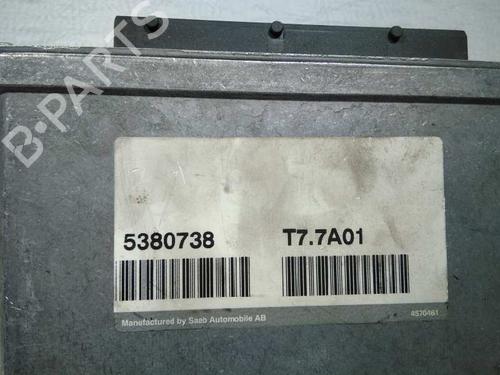 B-PARTS
5380738 T7.7A01
Manufactured by Saab Automobile AB 4570461